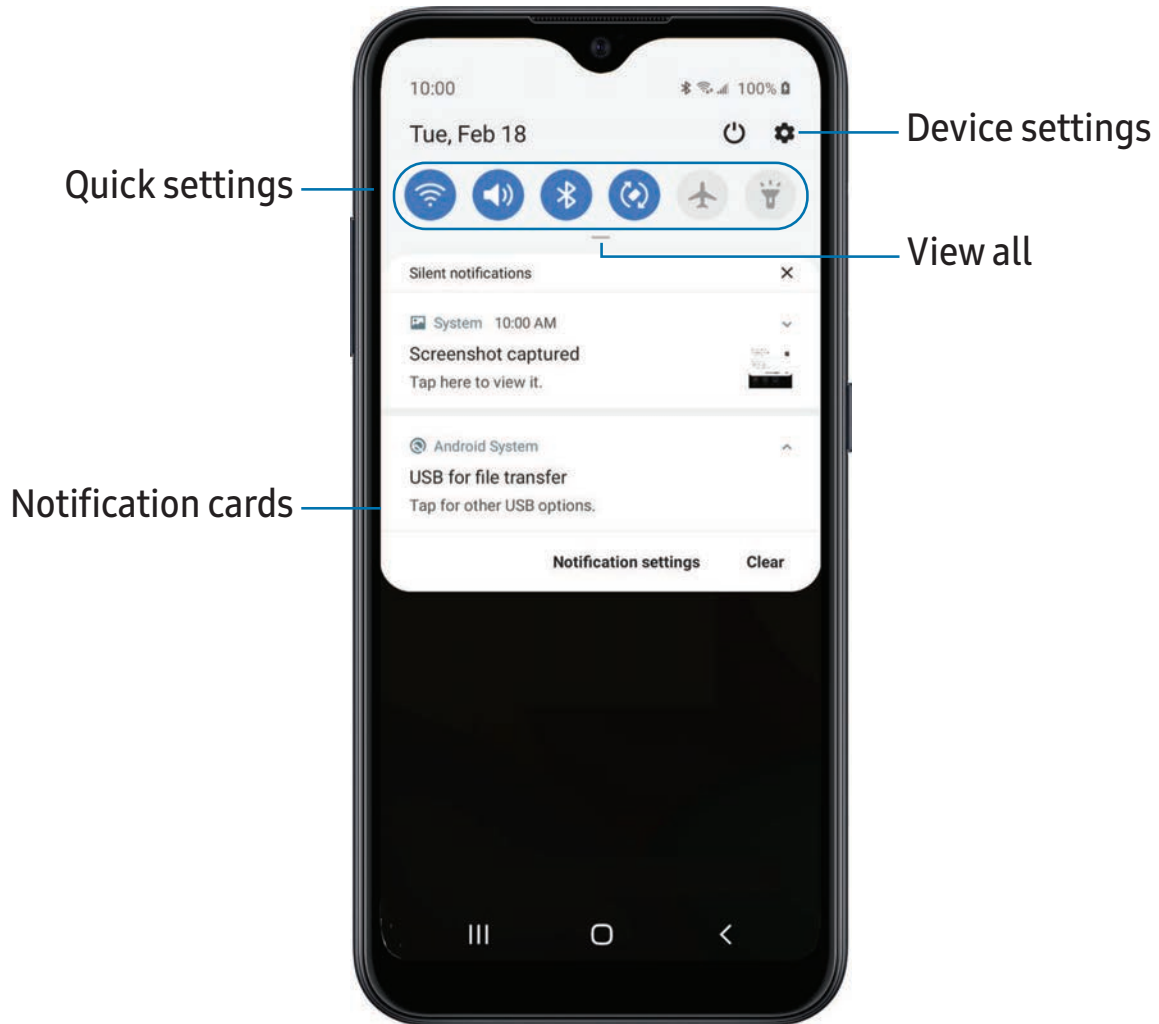 10:00 100%
Tue, Feb 18
Device settings
Quick settings
View all
Silent notifications
System 10:00 AM
Screenshot captured
Tap here to view it.
Android System
USB for file transfer
Notification cards
Tap for other USB options.
Notification settings Clear